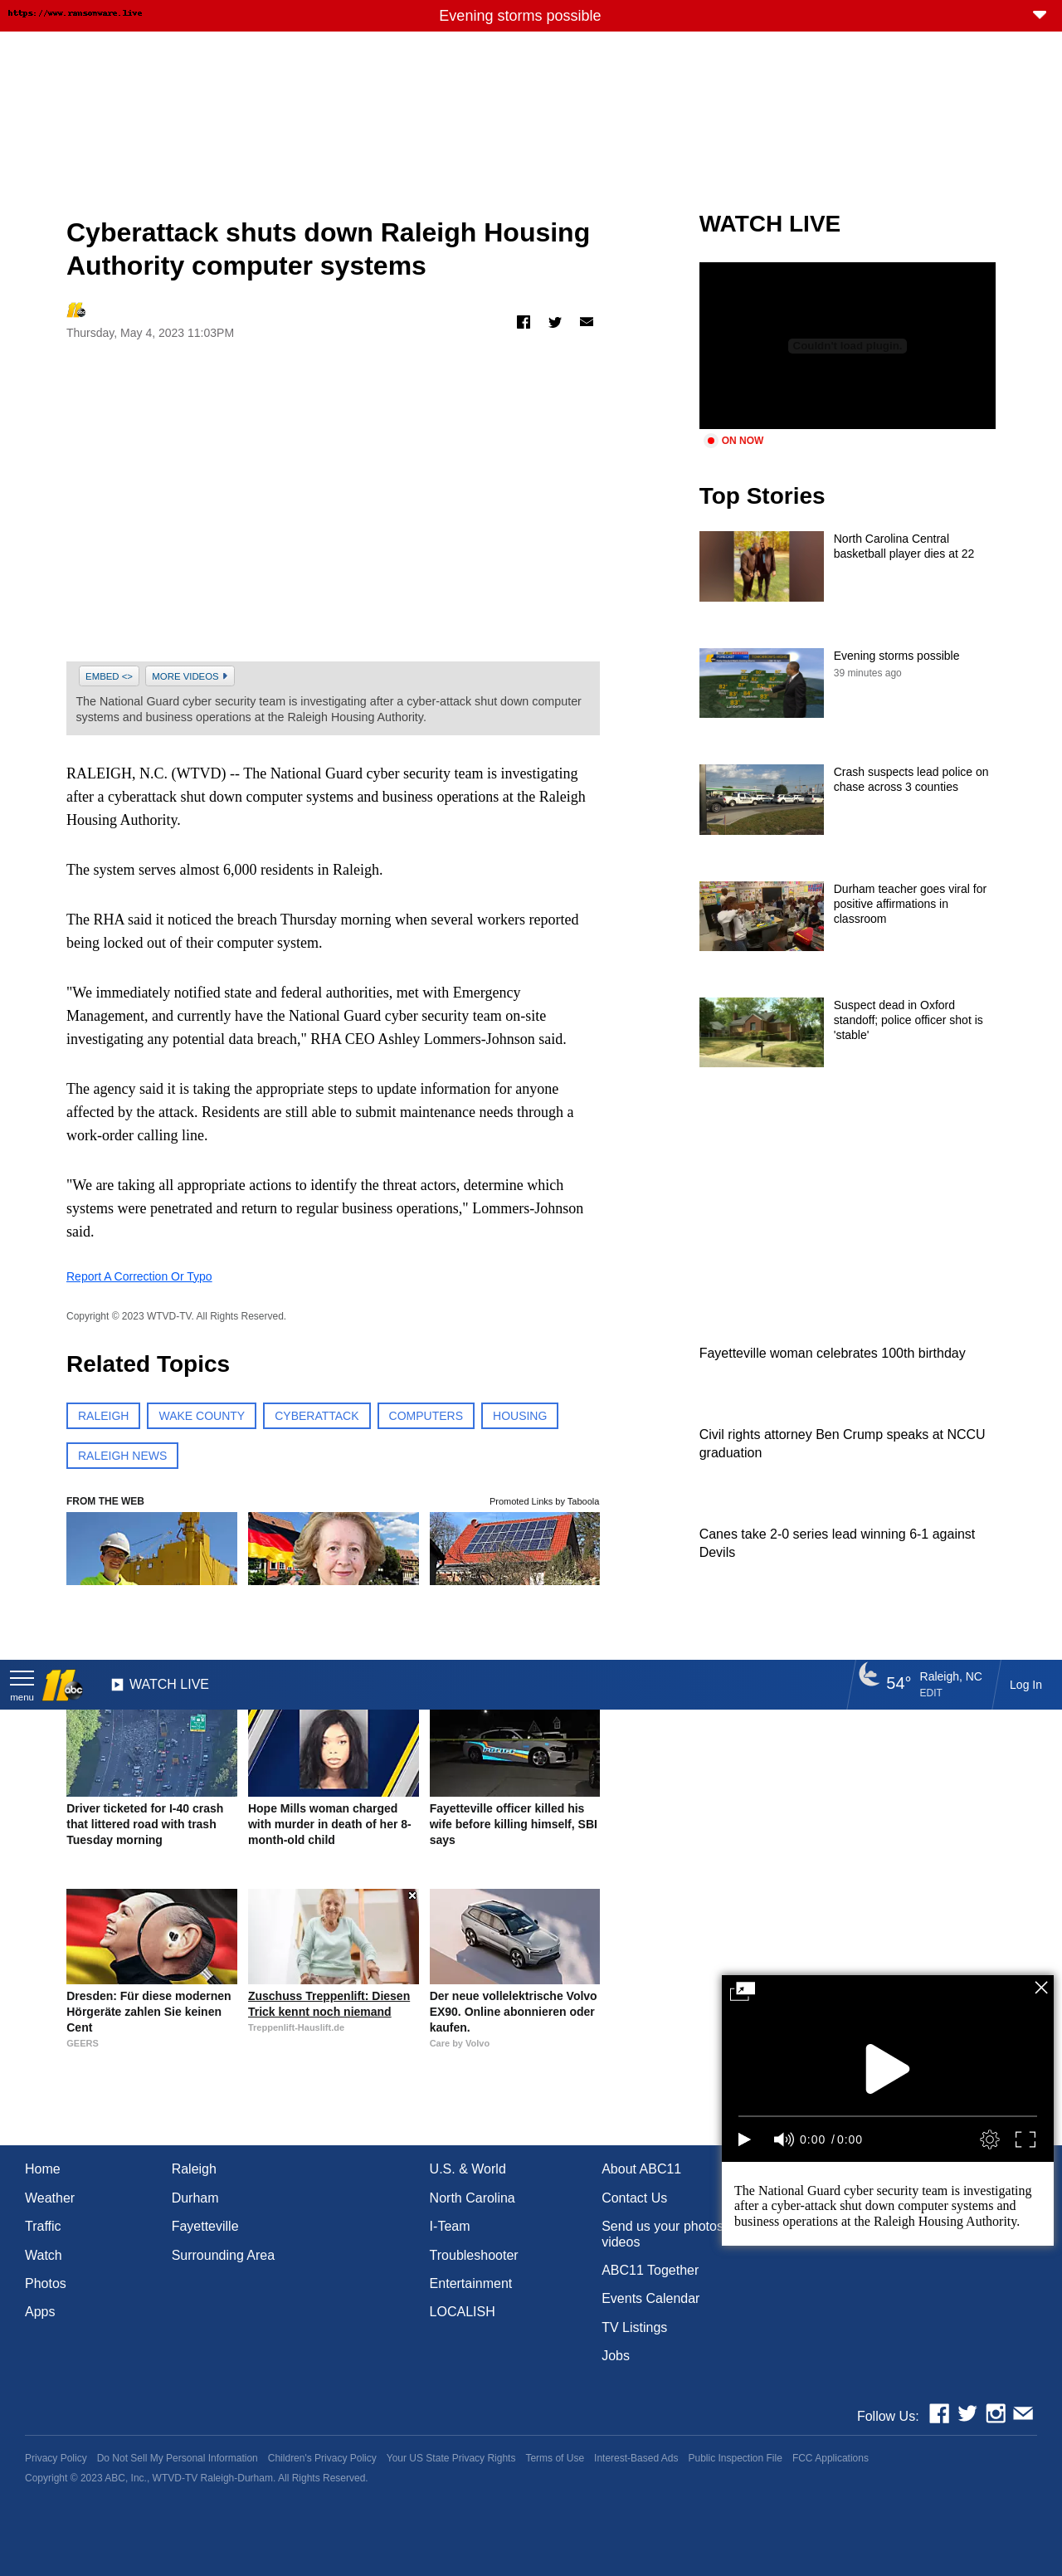 https://www.ransomware.live
Evening storms possible
Cyberattack shuts down Raleigh Housing
Authority computer systems
Thursday, May 4, 2023 11:03PM
EMBED <>
MORE VIDEOS
The National Guard cyber security team is investigating after a cyber-attack shut down computer
systems and business operations at the Raleigh Housing Authority.
RALEIGH, N.C. (WTVD) -- The National Guard cyber security team is investigating
after a cyberattack shut down computer systems and business operations at the Raleigh
Housing Authority.
The system serves almost 6,000 residents in Raleigh.
The RHA said it noticed the breach Thursday morning when several workers reported
being locked out of their computer system.
"We immediately notified state and federal authorities, met with Emergency
Management, and currently have the National Guard cyber security team on-site
investigating any potential data breach," RHA CEO Ashley Lommers-Johnson said.
The agency said it is taking the appropriate steps to update information for anyone
affected by the attack. Residents are still able to submit maintenance needs through a
work-order calling line.
"We are taking all appropriate actions to identify the threat actors, determine which
systems were penetrated and return to regular business operations," Lommers-Johnson
said.
Report A Correction Or Typo
Copyright © 2023 WTVD-TV. All Rights Reserved.
Related Topics
RALEIGH
WAKE COUNTY
CYBERATTACK
COMPUTERS
HOUSING
RALEIGH NEWS
FROM THE WEB
Promoted Links by Taboola
WATCH LIVE
Couldn't load plugin.
ON NOW
Top Stories
North Carolina Central
basketball player dies at 22
Evening storms possible
39 minutes ago
Crash suspects lead police on
chase across 3 counties
Durham teacher goes viral for
positive affirmations in
classroom
Suspect dead in Oxford
standoff; police officer shot is
'stable'
Fayetteville woman celebrates 100th birthday
Civil rights attorney Ben Crump speaks at NCCU
graduation
Canes take 2-0 series lead winning 6-1 against
Devils
menu
11 abc
WATCH LIVE
54°
Raleigh, NC
EDIT
Log In
Driver ticketed for I-40 crash
that littered road with trash
Tuesday morning
Hope Mills woman charged
with murder in death of her 8-
month-old child
Fayetteville officer killed his
wife before killing himself, SBI
says
Dresden: Für diese modernen
Hörgeräte zahlen Sie keinen
Cent
GEERS
Zuschuss Treppenlift: Diesen
Trick kennt noch niemand
Treppenlift-Hauslift.de
Der neue vollelektrische Volvo
EX90. Online abonnieren oder
kaufen.
Care by Volvo
0:00 / 0:00
The National Guard cyber security team is investigating
after a cyber-attack shut down computer systems and
business operations at the Raleigh Housing Authority.
Home
Weather
Traffic
Watch
Photos
Apps
Raleigh
Durham
Fayetteville
Surrounding Area
U.S. & World
North Carolina
I-Team
Troubleshooter
Entertainment
LOCALISH
About ABC11
Contact Us
Send us your photos
videos
ABC11 Together
Events Calendar
TV Listings
Jobs
Follow Us:
Privacy Policy
Do Not Sell My Personal Information
Children's Privacy Policy
Your US State Privacy Rights
Terms of Use
Interest-Based Ads
Public Inspection File
FCC Applications
Copyright © 2023 ABC, Inc., WTVD-TV Raleigh-Durham. All Rights Reserved.